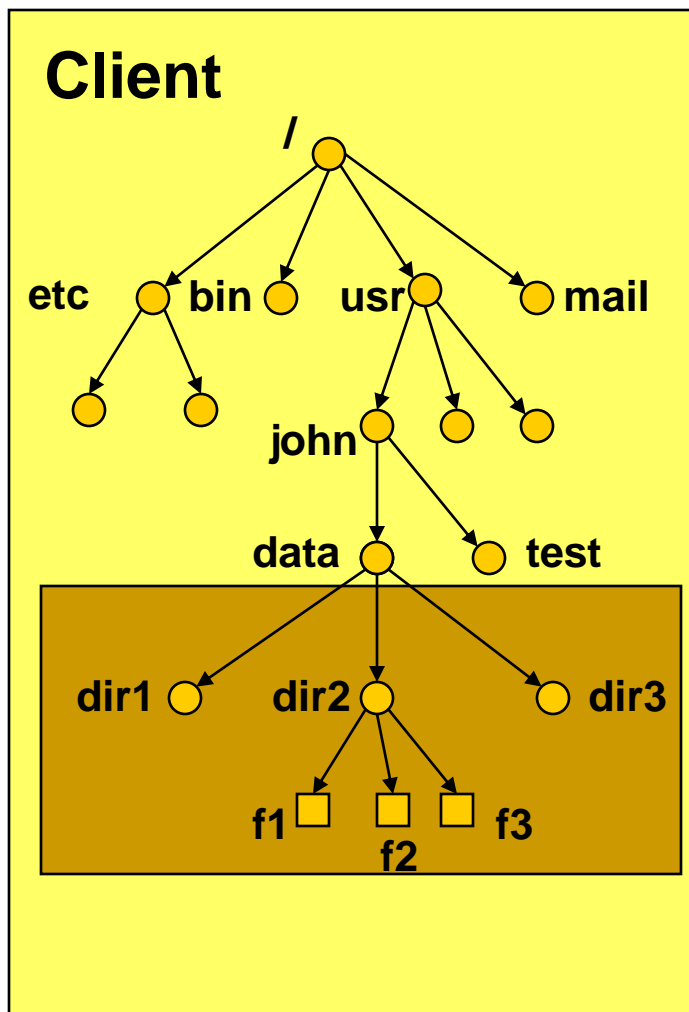 Client
/
etc bin usr mail
john
data test
dir1 dir2 dir3
f1 f2 f3